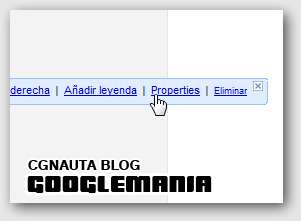 derecha | Añadir leyenda | Properties | Eliminar
CGNAUTA BLOG
GOOGLEMANIA